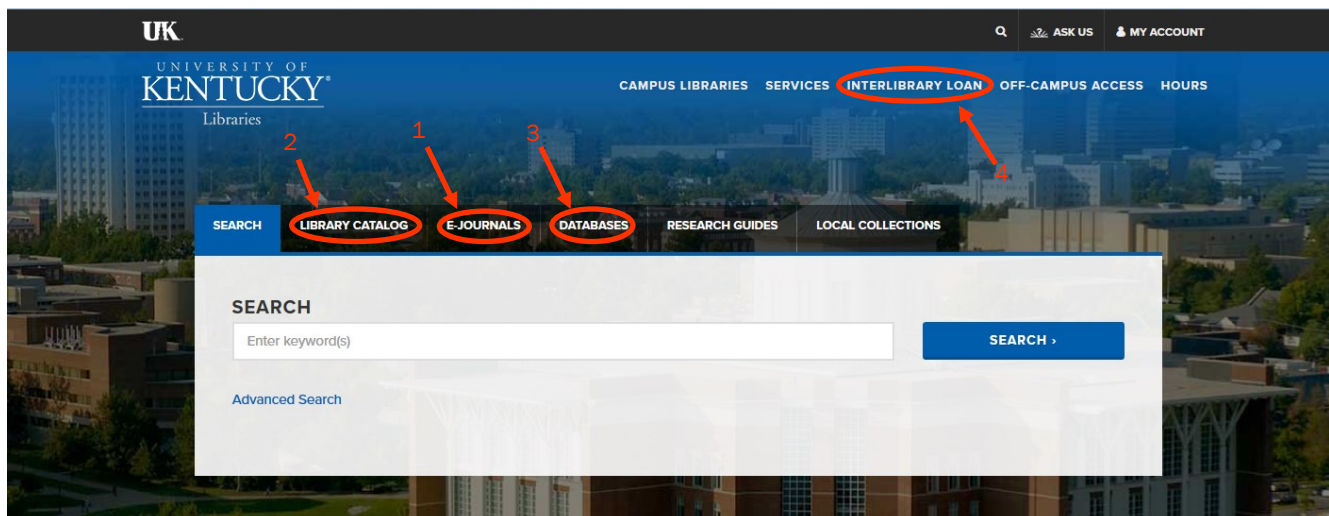 UK
ASK US MY ACCOUNT
UNIVERSITY OF
KENTUCKY®
Libraries
CAMPUS LIBRARIES SERVICES INTERLIBRARY LOAN OFF-CAMPUS ACCESS HOURS
2 1 3 4
SEARCH LIBRARY CATALOG E-JOURNALS DATABASES RESEARCH GUIDES LOCAL COLLECTIONS
SEARCH
Enter keyword(s) SEARCH ›
Advanced Search